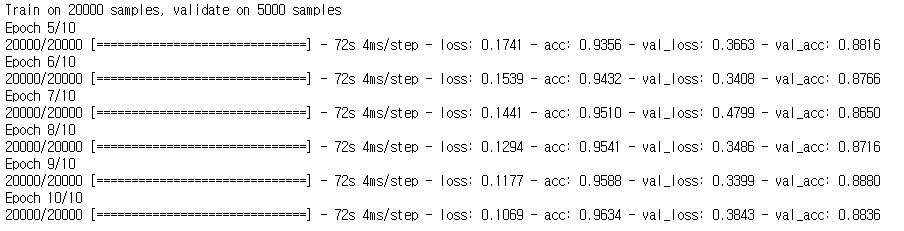 Train on 20000 samples, validate on 5000 samples
Epoch 5/10
20000/20000 [==============================] - 72s 4ms/step - loss: 0.1741 - acc: 0.9356 - val_loss: 0.3663 - val_acc: 0.8816
Epoch 6/10
20000/20000 [==============================] - 72s 4ms/step - loss: 0.1539 - acc: 0.9432 - val_loss: 0.3408 - val_acc: 0.8766
Epoch 7/10
20000/20000 [==============================] - 72s 4ms/step - loss: 0.1441 - acc: 0.9510 - val_loss: 0.4799 - val_acc: 0.8650
Epoch 8/10
20000/20000 [==============================] - 72s 4ms/step - loss: 0.1294 - acc: 0.9541 - val_loss: 0.3486 - val_acc: 0.8716
Epoch 9/10
20000/20000 [==============================] - 72s 4ms/step - loss: 0.1177 - acc: 0.9588 - val_loss: 0.3399 - val_acc: 0.8880
Epoch 10/10
20000/20000 [==============================] - 72s 4ms/step - loss: 0.1069 - acc: 0.9634 - val_loss: 0.3843 - val_acc: 0.8836